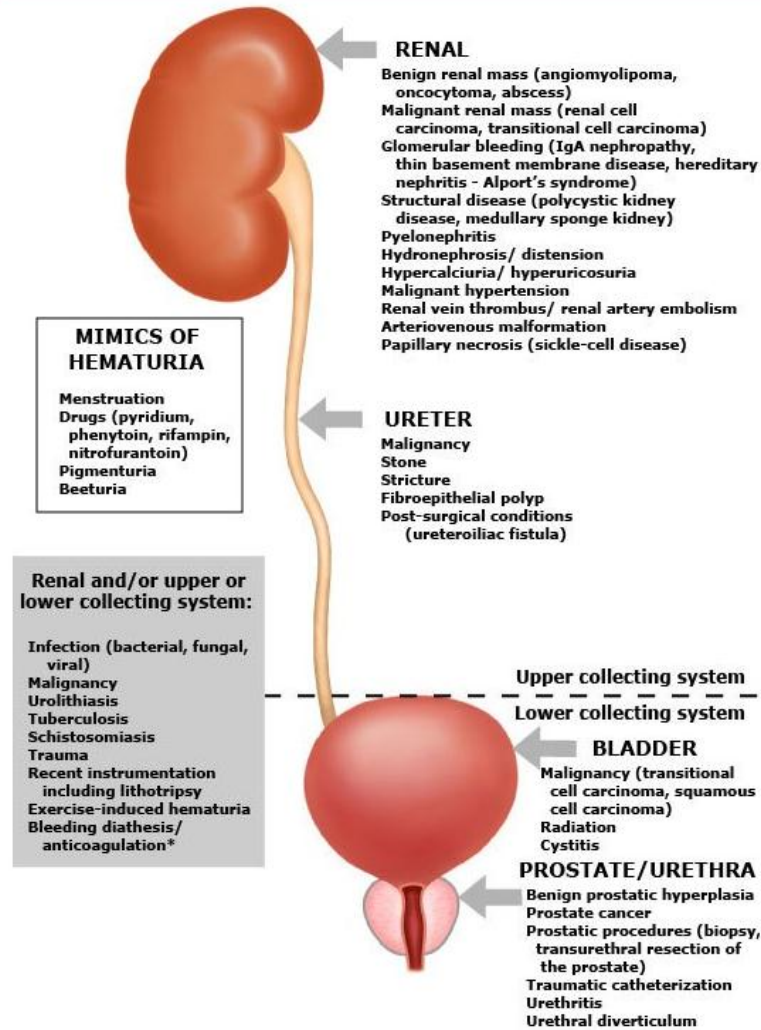 RENAL
Benign renal mass (angiomyolipoma,
oncocytoma, abscess)
Malignant renal mass (renal cell
carcinoma, transitional cell carcinoma)
Glomerular bleeding (IgA nephropathy,
thin basement membrane disease, hereditary
nephritis - Alport's syndrome)
Structural disease (polycystic kidney
disease, medullary sponge kidney)
Pyelonephritis
Hydronephrosis/ distension
Hypercalciuria/ hyperuricosuria
Malignant hypertension
Renal vein thrombus/ renal artery embolism
Arteriovenous malformation
Papillary necrosis (sickle-cell disease)
MIMICS OF
HEMATURIA
Menstruation
Drugs (pyridium,
phenytoin, rifampin,
nitrofurantoin)
Pigmenturia
Beeturia
URETER
Malignancy
Stone
Stricture
Fibroepithelial polyp
Post-surgical conditions
(ureteroiliac fistula)
Renal and/or upper or
lower collecting system:
Infection (bacterial, fungal,
viral)
Malignancy
Urolithiasis
Tuberculosis
Schistosomiasis
Trauma
Recent instrumentation
including lithotripsy
Exercise-induced hematuria
Bleeding diathesis/
anticoagulation*
Upper collecting system
Lower collecting system
BLADDER
Malignancy (transitional
cell carcinoma, squamous
cell carcinoma)
Radiation
Cystitis
PROSTATE/URETHRA
Benign prostatic hyperplasia
Prostate cancer
Prostatic procedures (biopsy,
transurethral resection of
the prostate)
Traumatic catheterization
Urethritis
Urethral diverticulum